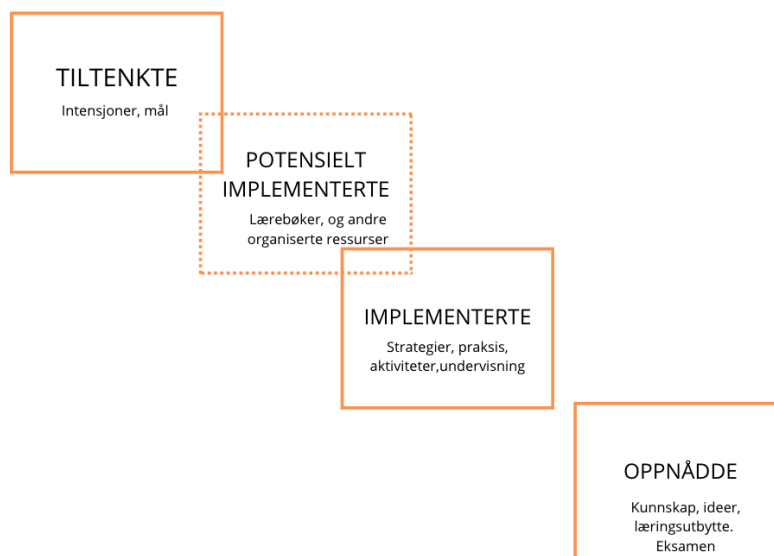 TILTENKTE
Intensjoner, mål
POTENSIELT
IMPLEMENTERTE
Lærebøker, og andre
organiserte ressurser
IMPLEMENTERTE
Strategier, praksis,
aktiviteter,undervisning
OPPNÅDDE
Kunnskap, ideer,
læringsutbytte.
Eksamen